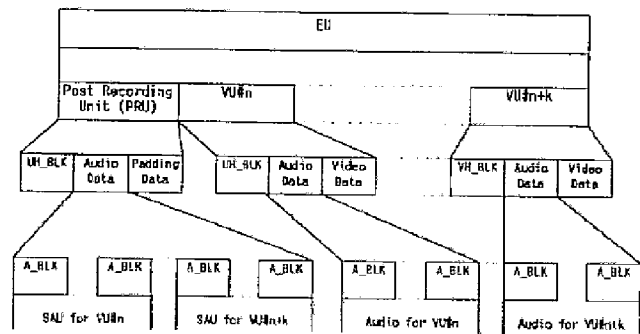 EU
Post Recording
Unit (PRU)
VU#n
VU#n+k
UH_BLK
Audio
Data
Padding
Data
UH_BLK
Audio
Data
Video
Data
VH_BLK
Audio
Data
Video
Data
A_BLK
A_BLK
A_BLK
A_BLK
A_BLK
A_BLK
A_BLK
A_BLK
SAU for VU#n
SAU for VU#n+k
Audio for VU#n
Audio for VU#n+k